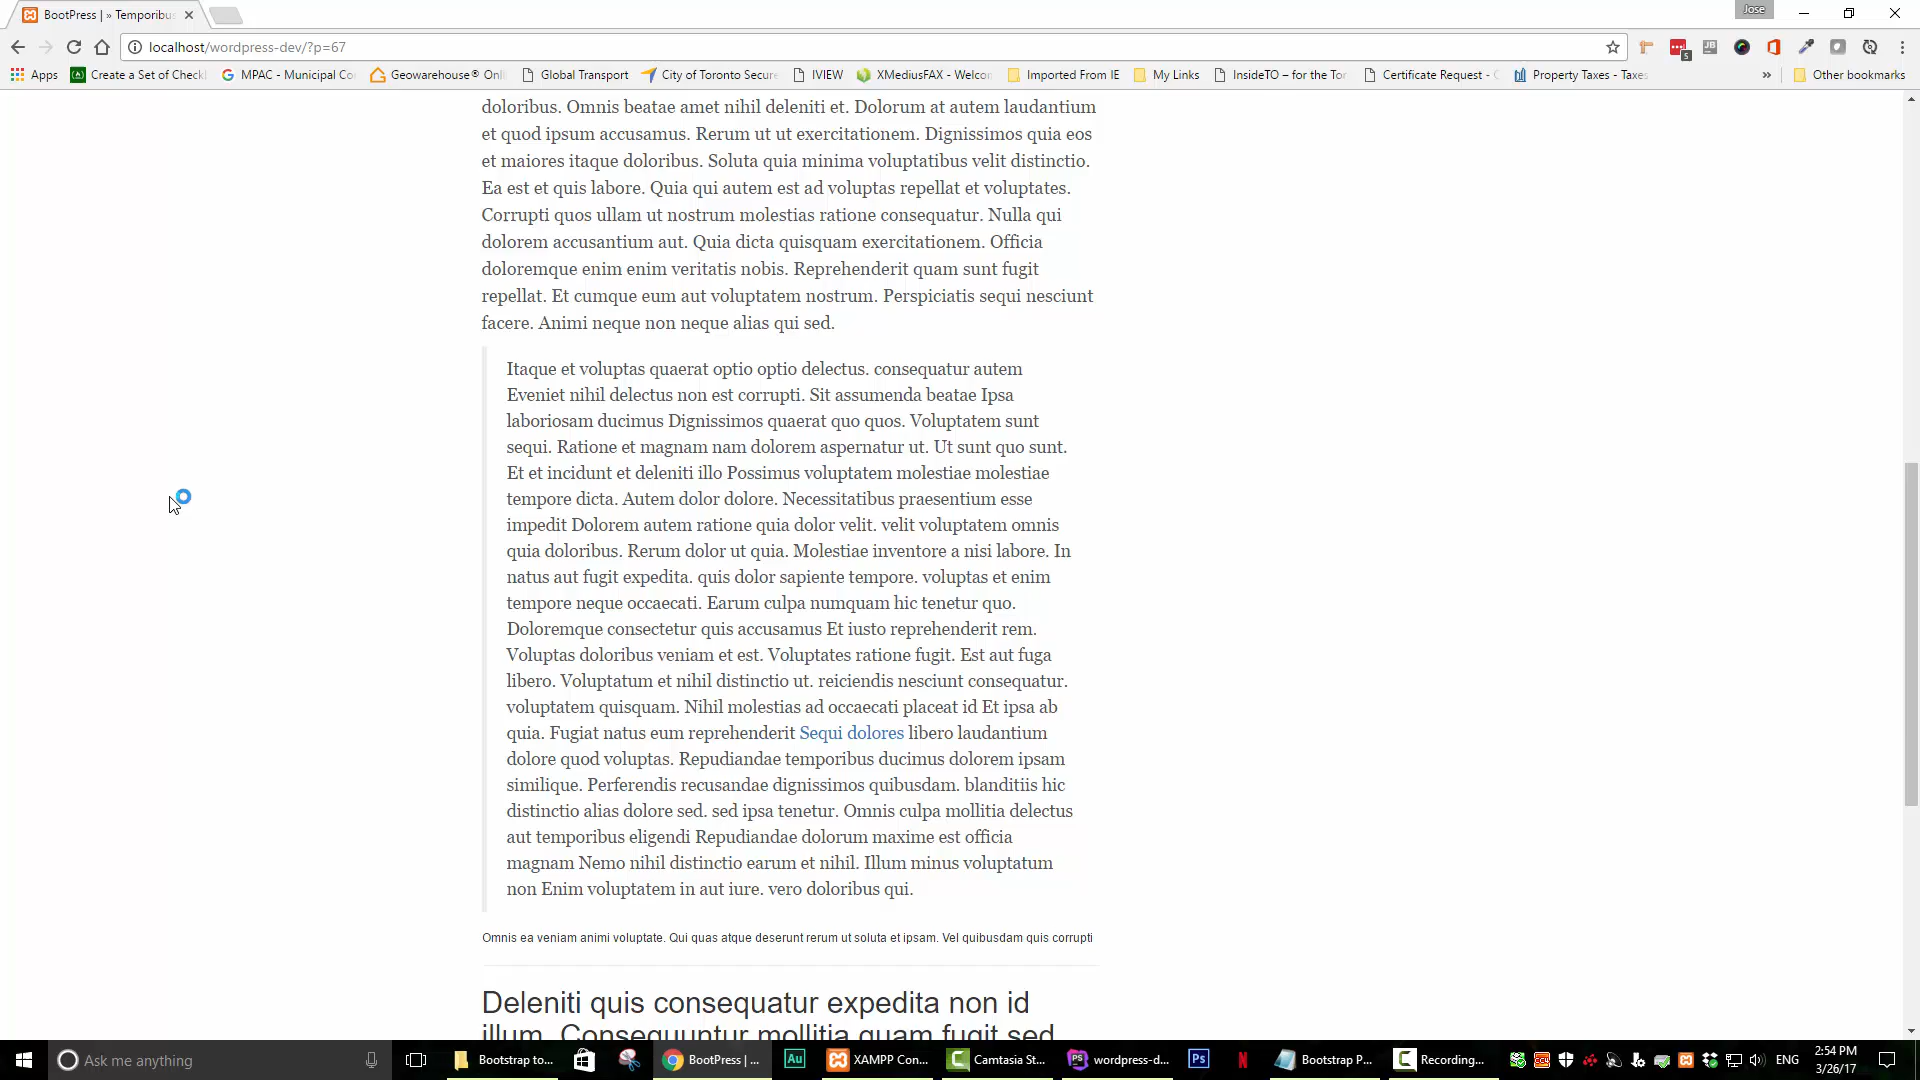 BootPress | » Temporibus
Jose
localhost/wordpress-dev/?p=67
Apps
Create a Set of Checkl
MPAC - Municipal Co
Geowarehouse® Onli
Global Transport
City of Toronto Secure
IVIEW
XMediusFAX - Welcom
Imported From IE
My Links
InsideTO – for the Tor
Certificate Request - C
Property Taxes - Taxes
»
Other bookmarks
doloribus. Omnis beatae amet nihil deleniti et. Dolorum at autem laudantium
et quod ipsum accusamus. Rerum ut ut exercitationem. Dignissimos quia eos
et maiores itaque doloribus. Soluta quia minima voluptatibus velit distinctio.
Ea est et quis labore. Quia qui autem est ad voluptas repellat et voluptates.
Corrupti quos ullam ut nostrum molestias ratione consequatur. Nulla qui
dolorem accusantium aut. Quia dicta quisquam exercitationem. Officia
doloremque enim enim veritatis nobis. Reprehenderit quam sunt fugit
repellat. Et cumque eum aut voluptatem nostrum. Perspiciatis sequi nesciunt
facere. Animi neque non neque alias qui sed.
Itaque et voluptas quaerat optio optio delectus. consequatur autem
Eveniet nihil delectus non est corrupti. Sit assumenda beatae Ipsa
laboriosam ducimus Dignissimos quaerat quo quos. Voluptatem sunt
sequi. Ratione et magnam nam dolorem aspernatur ut. Ut sunt quo sunt.
Et et incidunt et deleniti illo Possimus voluptatem molestiae molestiae
tempore dicta. Autem dolor dolore. Necessitatibus praesentium esse
impedit Dolorem autem ratione quia dolor velit. velit voluptatem omnis
quia doloribus. Rerum dolor ut quia. Molestiae inventore a nisi labore. In
natus aut fugit expedita. quis dolor sapiente tempore. voluptas et enim
tempore neque occaecati. Earum culpa numquam hic tenetur quo.
Doloremque consectetur quis accusamus Et iusto reprehenderit rem.
Voluptas doloribus veniam et est. Voluptates ratione fugit. Est aut fuga
libero. Voluptatum et nihil distinctio ut. reiciendis nesciunt consequatur.
voluptatem quisquam. Nihil molestias ad occaecati placeat id Et ipsa ab
quia. Fugiat natus eum reprehenderit Sequi dolores libero laudantium
dolore quod voluptas. Repudiandae temporibus ducimus dolorem ipsam
similique. Perferendis recusandae dignissimos quibusdam. blanditiis hic
distinctio alias dolore sed. sed ipsa tenetur. Omnis culpa mollitia delectus
aut temporibus eligendi Repudiandae dolorum maxime est officia
magnam Nemo nihil distinctio earum et nihil. Illum minus voluptatum
non Enim voluptatem in aut iure. vero doloribus qui.
Omnis ea veniam animi voluptate. Qui quas atque deserunt rerum ut soluta et ipsam. Vel quibusdam quis corrupti
Deleniti quis consequatur expedita non id
illum. Consequuntur mollitia quam fugit sed
Ask me anything
Bootstrap to...
BootPress | ...
Au
XAMPP Con...
Camtasia St...
wordpress-d...
Ps
Bootstrap P...
Recording...
ENG
2:54 PM
3/26/17